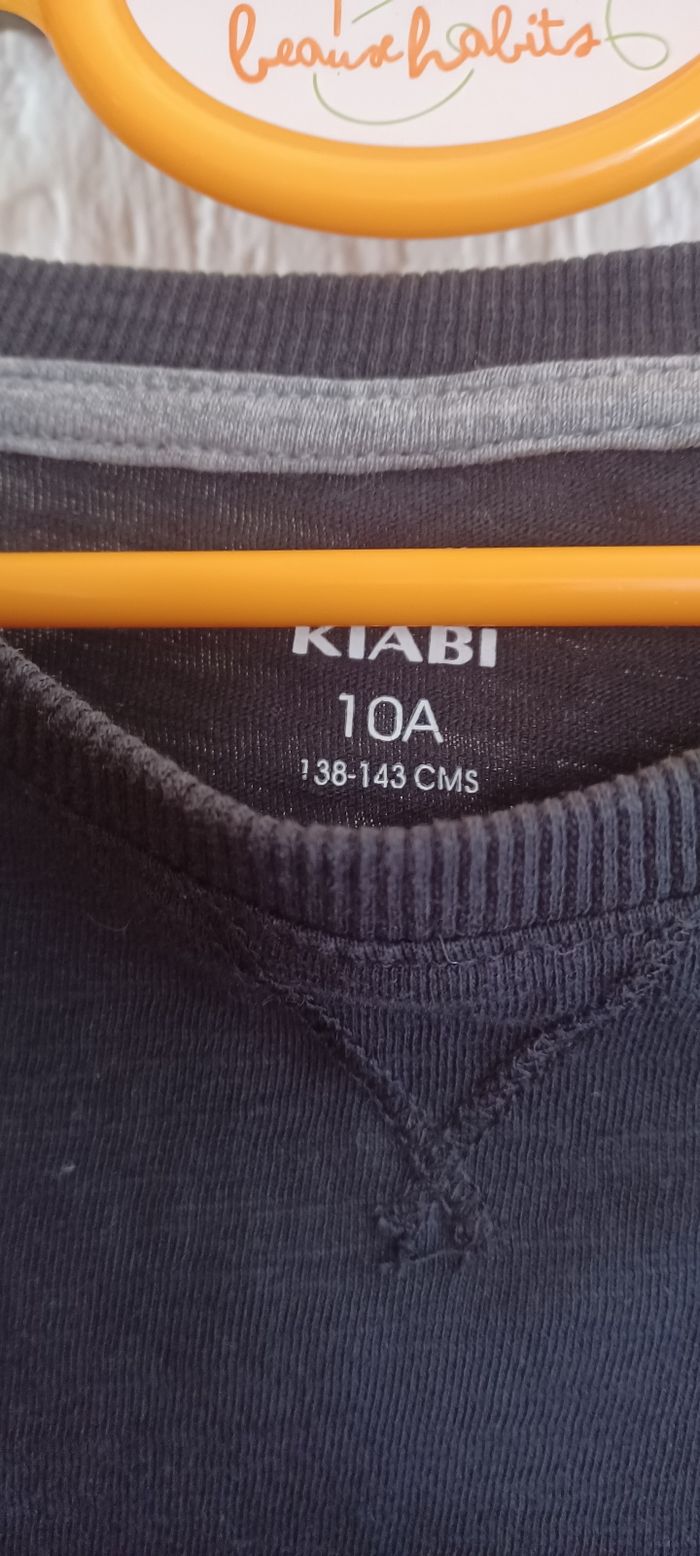 beaux habits
KIABI
10A
138-143 CMS